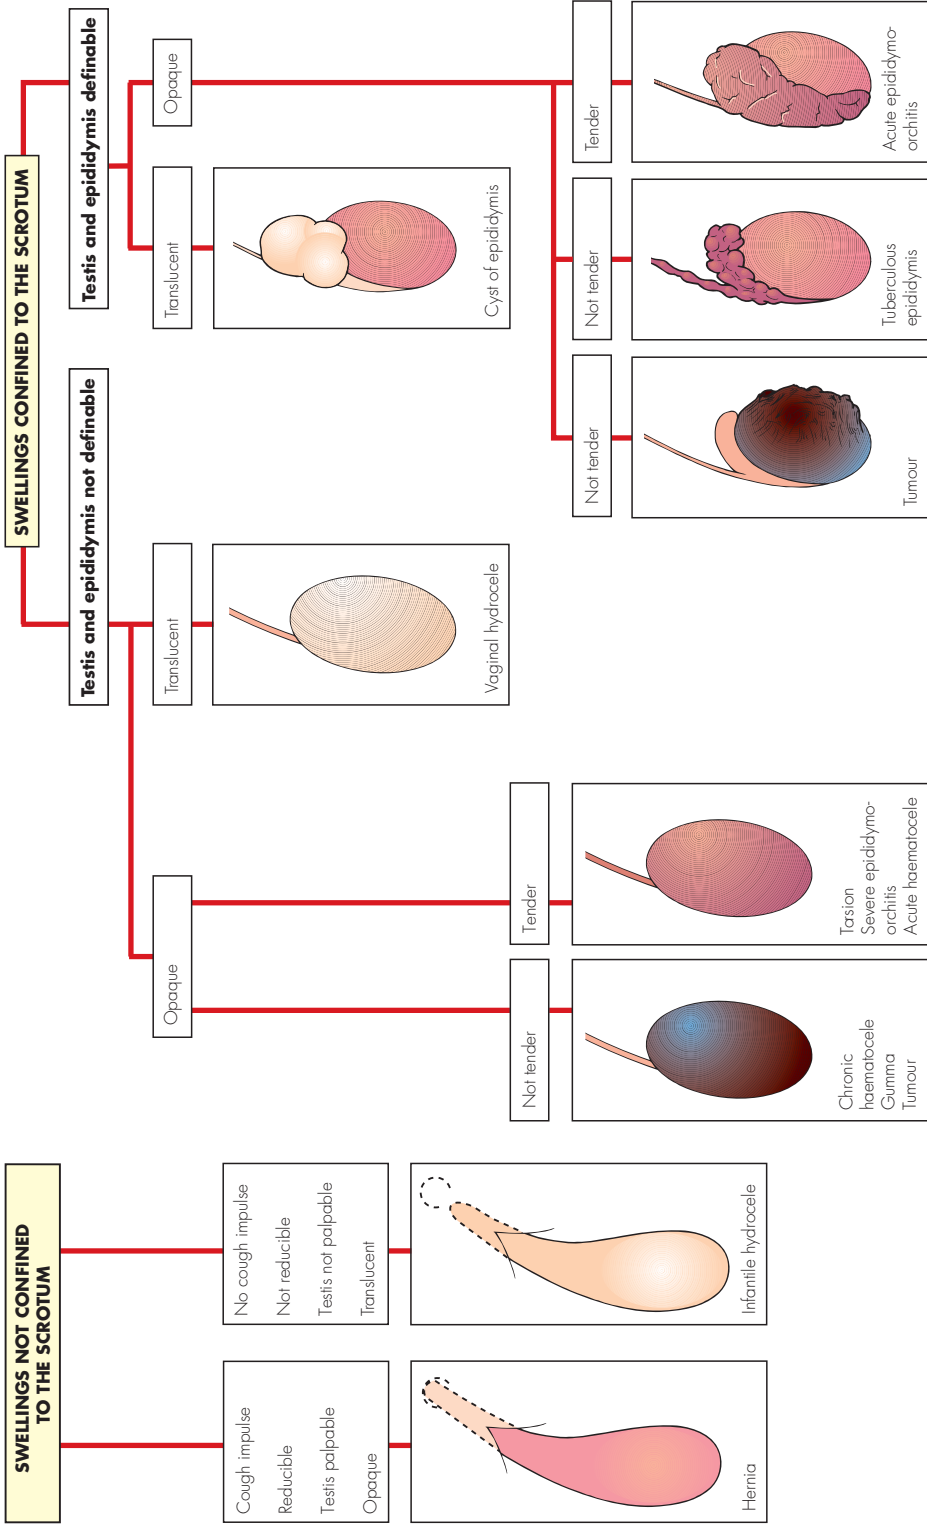 SWELLINGS NOT CONFINED
TO THE SCROTUM
Cough impulse
Reducible
Testis palpable
Opaque
Hernia
No cough impulse
Not reducible
Testis not palpable
Translucent
Infantile hydrocele
SWELLINGS CONFINED TO THE SCROTUM
Testis and epididymis not definable
Opaque
Not tender
Chronic
haematocele
Gumma
Tumour
Tender
Torsion
Severe epididymo-
orchitis
Acute haematocele
Translucent
Vaginal hydrocele
Testis and epididymis definable
Translucent
Cyst of epididymis
Opaque
Not tender
Tumour
Not tender
Tuberculous
epididymis
Tender
Acute epididymo-
orchitis